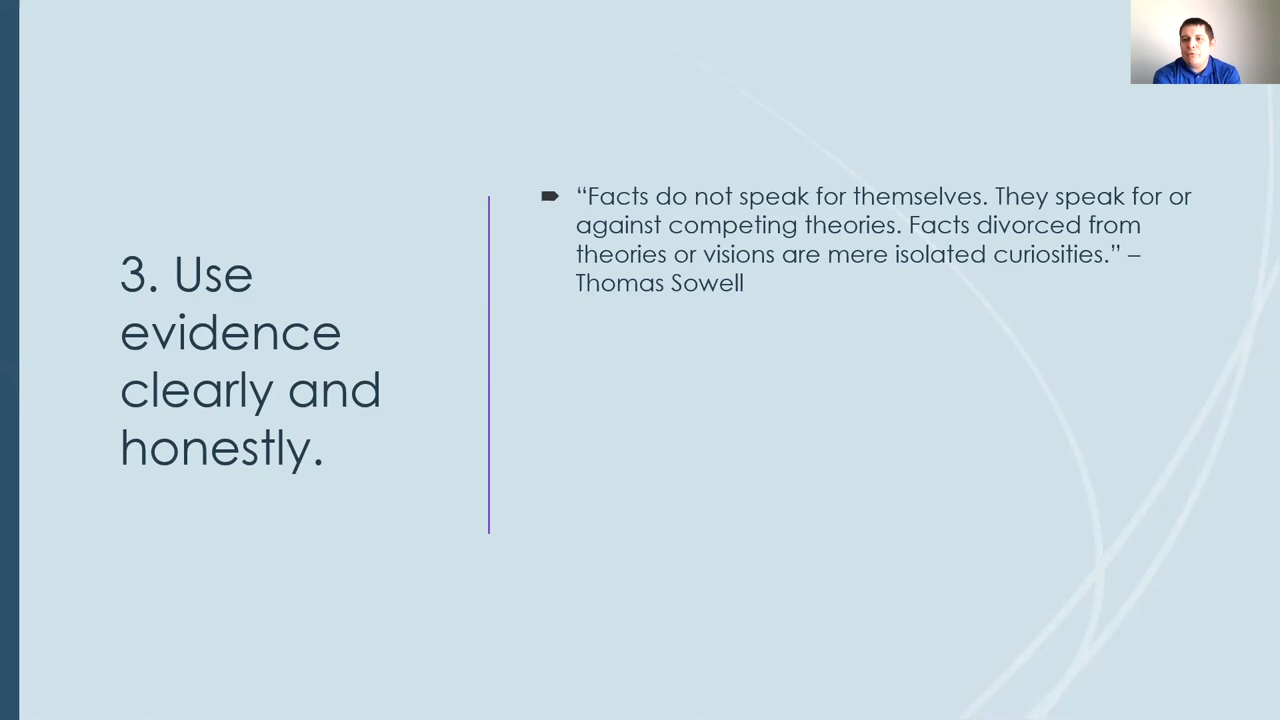 3. Use
evidence
clearly and
honestly.
“Facts do not speak for themselves. They speak for or
against competing theories. Facts divorced from
theories or visions are mere isolated curiosities.” –
Thomas Sowell